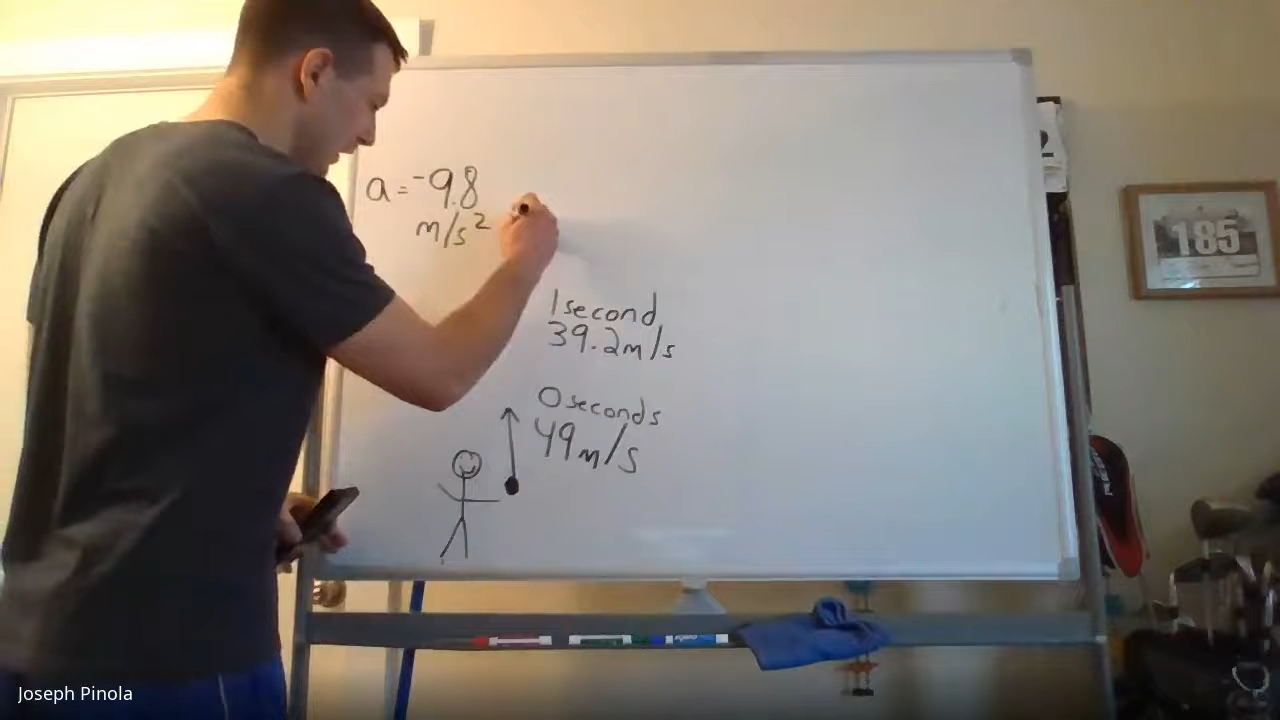 a = -9.8
m/s²
1 second
39.2 m/s
0 seconds
49 m/s
185
Joseph Pinola